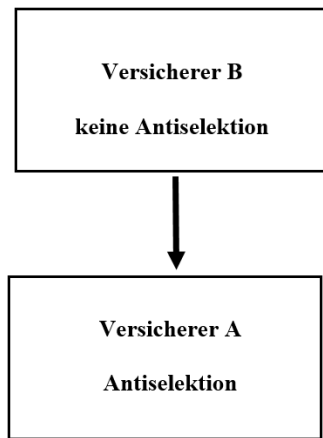 Versicherer B
keine Antiselektion
Versicherer A
Antiselektion